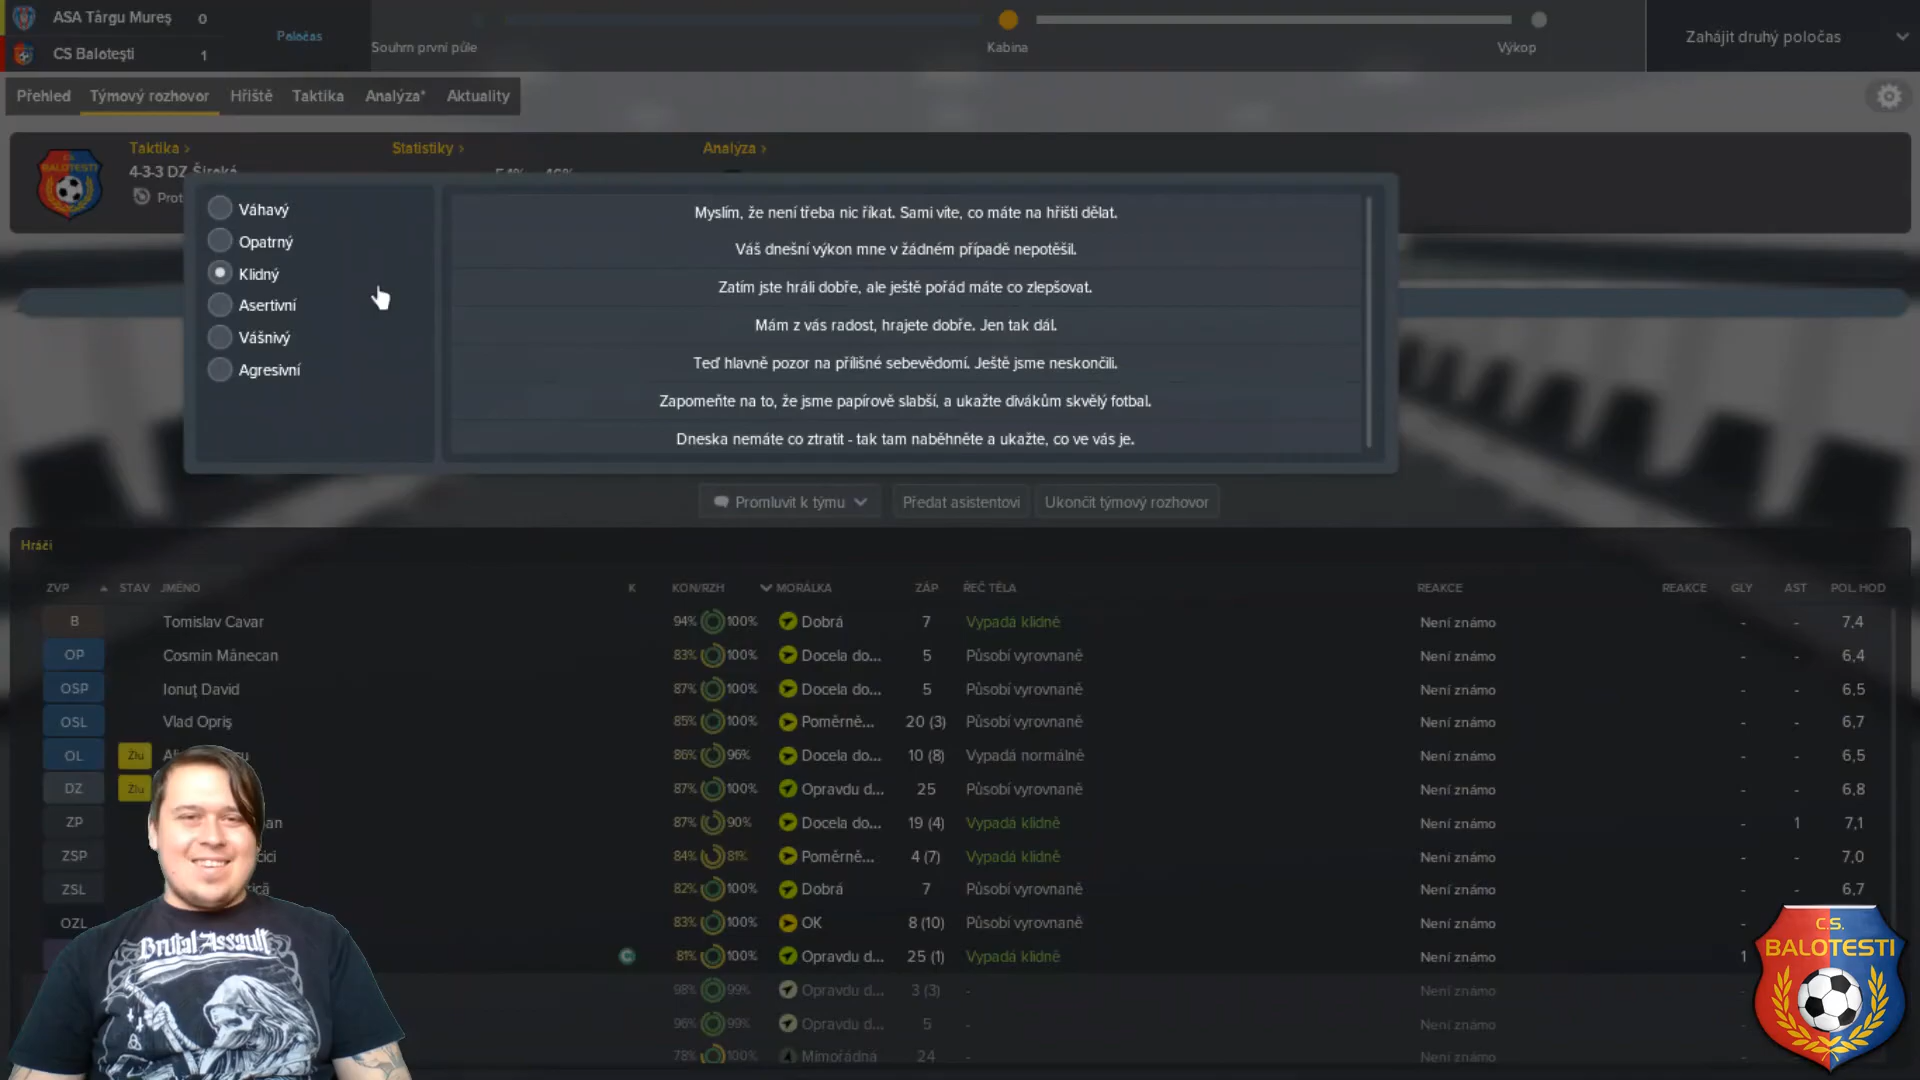 ASA Târgu Mureș 0
CS Balotești 1
Poločas
Souhrn první půle
Kabina
Výkop
Zahájit druhý poločas
Přehled Týmový rozhovor Hřiště Taktika Analýza* Aktuality
Taktika › Statistiky › Analýza ›
4-3-3 DZ Široká
Prot
Váhavý
Opatrný
Klidný
Asertivní
Vášnivý
Agresivní
Myslím, že není třeba nic říkat. Sami víte, co máte na hřišti dělat.
Váš dnešní výkon mne v žádném případě nepotěšil.
Zatím jste hráli dobře, ale ještě pořád máte co zlepšovat.
Mám z vás radost, hrajete dobře. Jen tak dál.
Teď hlavně pozor na přílišné sebevědomí. Ještě jsme neskončili.
Zapomeňte na to, že jsme papírově slabší, a ukažte divákům skvělý fotbal.
Dneska nemáte co ztratit - tak tam naběhněte a ukažte, co ve vás je.
Promluvit k týmu Předat asistentovi Ukončit týmový rozhovor
Hráči
ZVP STAV JMÉNO K KON/RZH MORÁLKA ZÁP ŘEČ TĚLA REAKCE REAKCE GLY AST POL. HOD
B Tomislav Cavar 94% 100% Dobrá 7 Vypadá klidně Není známo - - 7,4
OP Cosmin Mânecan 83% 100% Docela do... 5 Působí vyrovnaně Není známo - - 6,4
OSP Ionuț David 87% 100% Docela do... 5 Působí vyrovnaně Není známo - - 6,5
OSL Vlad Opriș 85% 100% Poměrně... 20 (3) Působí vyrovnaně Není známo - - 6,7
OL Žlu 86% 96% Docela do... 10 (8) Vypadá normálně Není známo - - 6,5
DZ Žlu 87% 100% Opravdu d... 25 Působí vyrovnaně Není známo - - 6,8
ZP an 87% 90% Docela do... 19 (4) Vypadá klidně Není známo - 1 7,1
ZSP cici 84% 81% Poměrně... 4 (7) Vypadá klidně Není známo - - 7,0
ZSL ică 82% 100% Dobrá 7 Působí vyrovnaně Není známo - - 6,7
OZL 83% 100% OK 8 (10) Působí vyrovnaně Není známo
C 81% 100% Opravdu d... 25 (1) Vypadá klidně Není známo 1
98% 99% Opravdu d... 3 (3) - Není známo
96% 99% Opravdu d... 5 - Není známo
78% 100% Mimořádná 24 - Není známo
Brutal Assault
C.S.
BALOTESTI